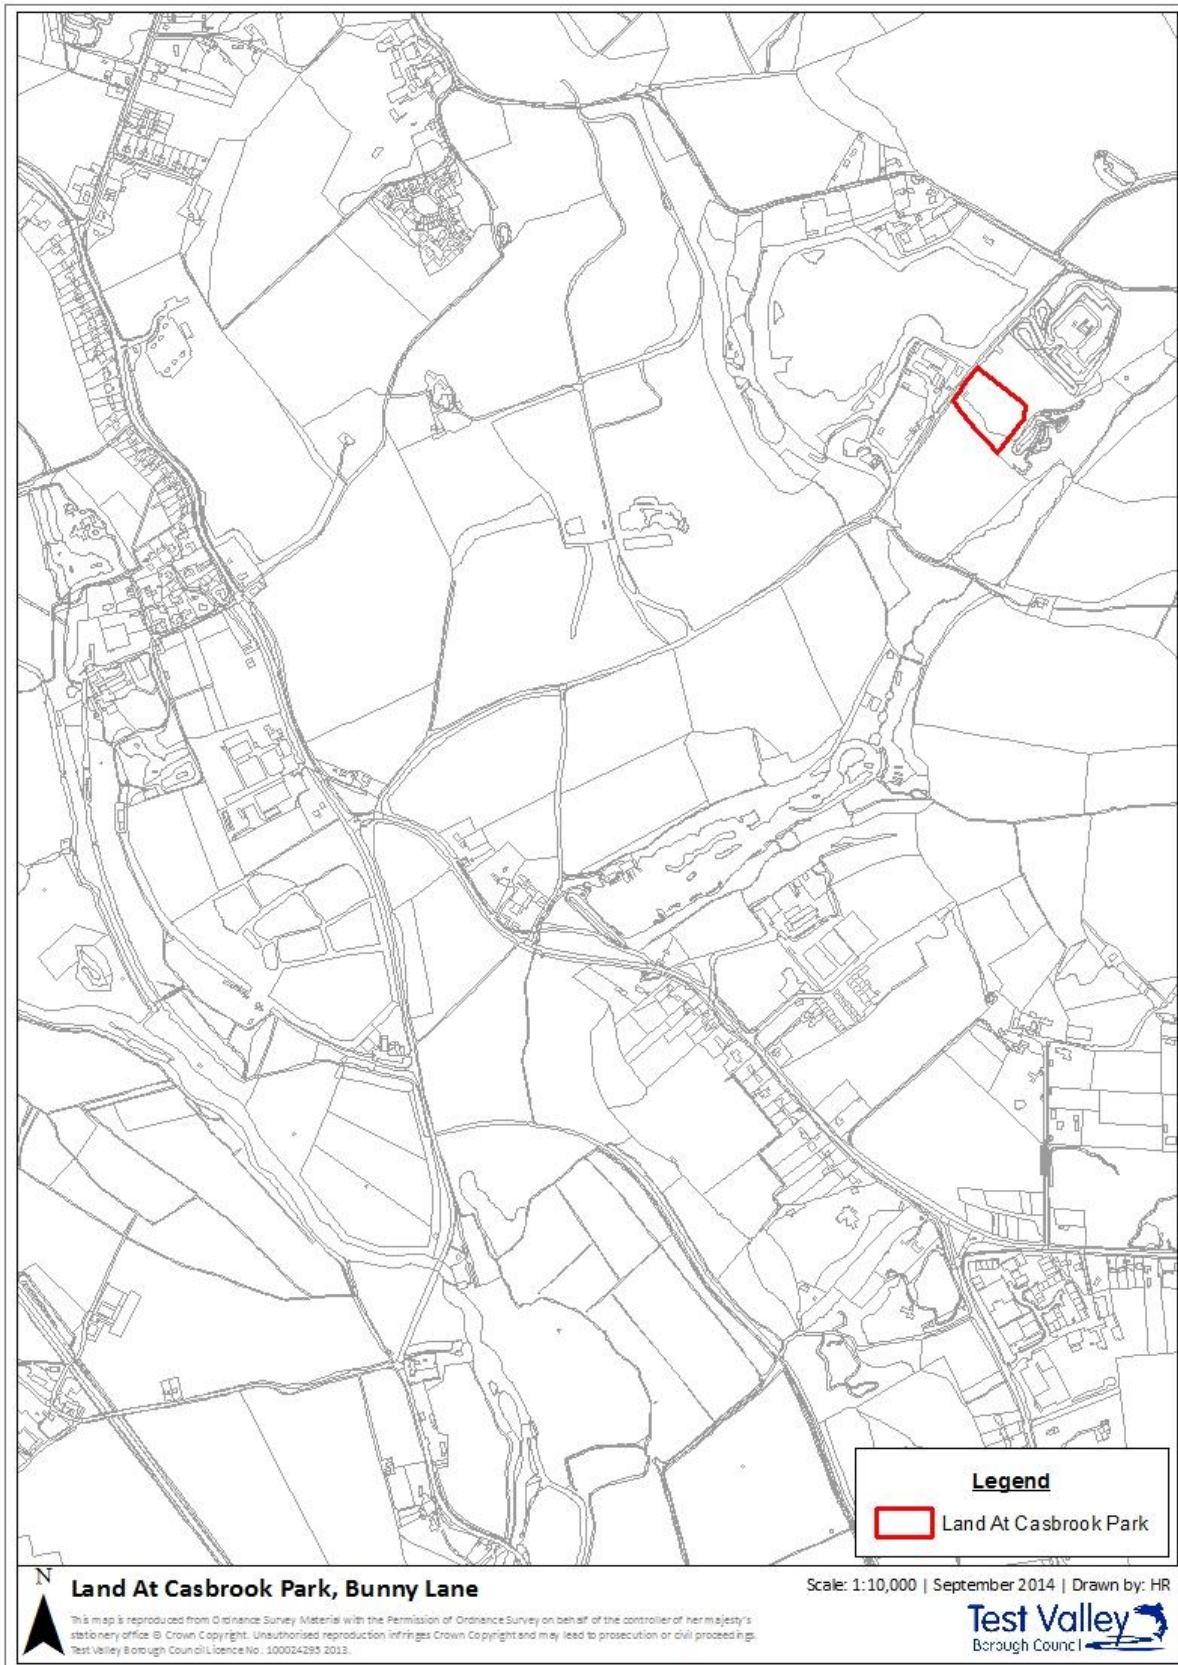 Legend
Land At Casbrook Park
N
Land At Casbrook Park, Bunny Lane
Scale: 1:10,000 | September 2014 | Drawn by: HR
This map is reproduced from Ordnance Survey Material with the Permission of Ordnance Survey on behalf of the controller of her majesty's
stationery office © Crown Copyright. Unauthorised reproduction infringes Crown Copyright and may lead to prosecution or civil proceedings.
Test Valley Borough Council Licence No. 100024295 2013.
Test Valley
Borough Council